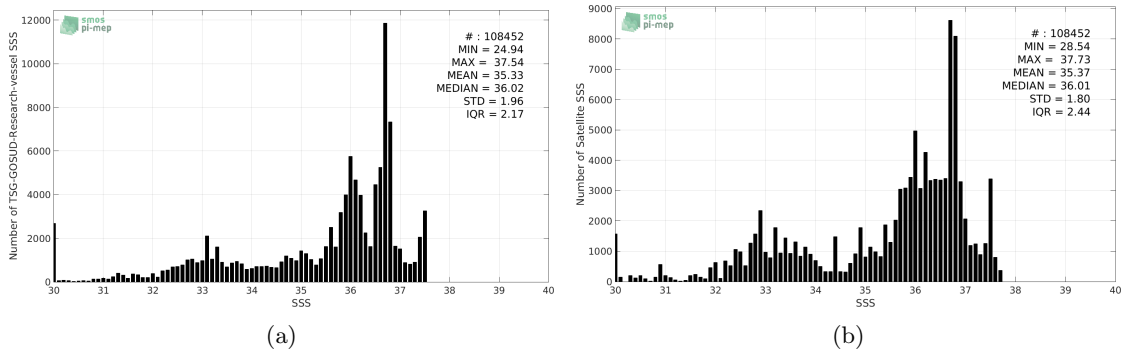 smos
pi-mep
# : 108452
MIN = 24.94
MAX = 37.54
MEAN = 35.33
MEDIAN = 36.02
STD = 1.96
IQR = 2.17
Number of TSG-GOSUD-Research-vessel SSS
12000
10000
8000
6000
4000
2000
0
30 31 32 33 34 35 36 37 38 39 40
SSS
(a)
smos
pi-mep
# : 108452
MIN = 28.54
MAX = 37.73
MEAN = 35.37
MEDIAN = 36.01
STD = 1.80
IQR = 2.44
Number of Satellite SSS
9000
8000
7000
6000
5000
4000
3000
2000
1000
0
30 31 32 33 34 35 36 37 38 39 40
SSS
(b)